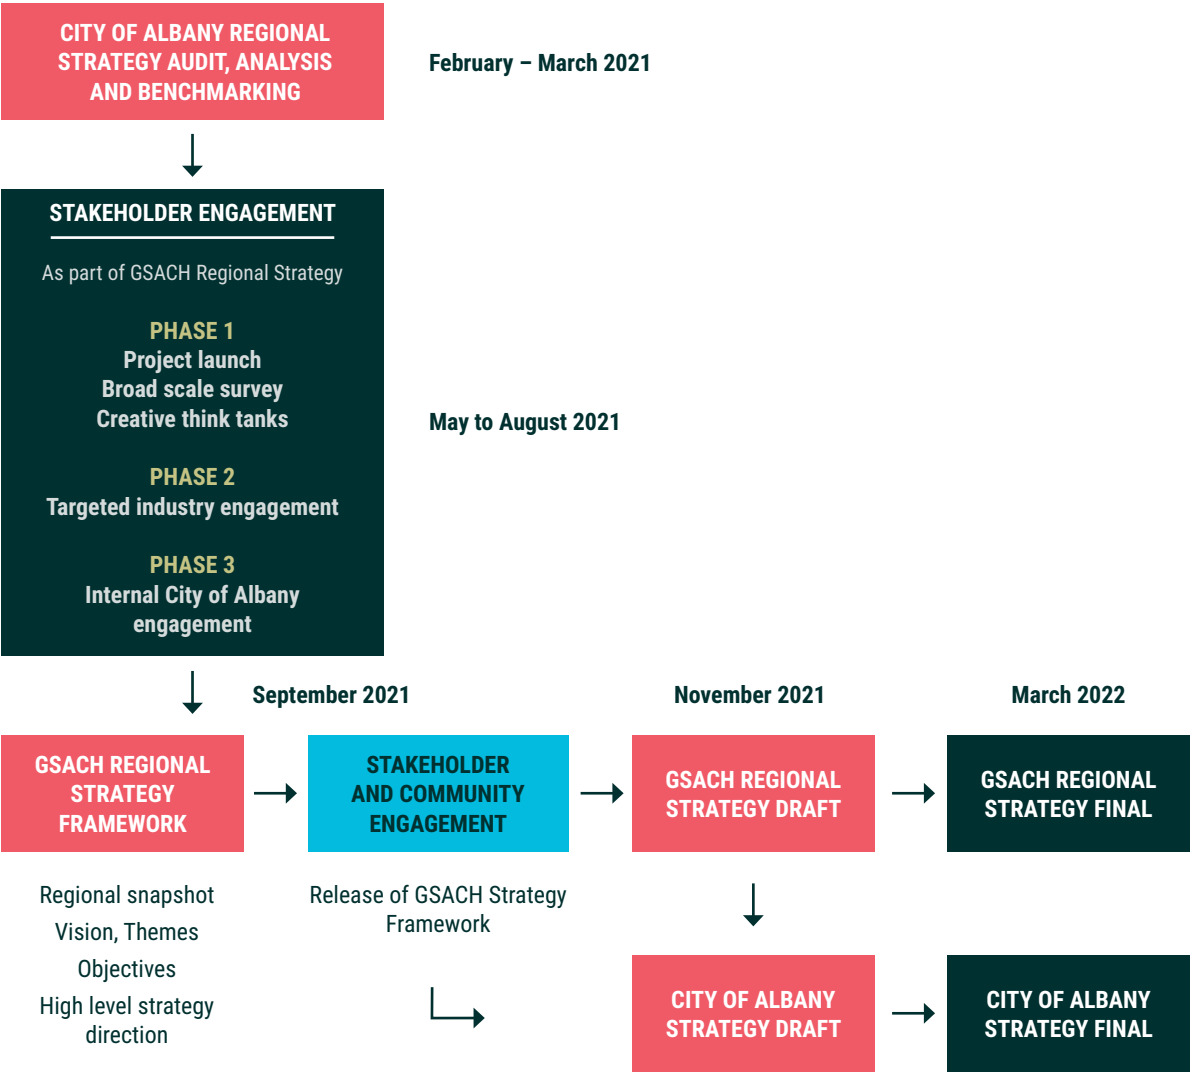 CITY OF ALBANY REGIONAL
STRATEGY AUDIT, ANALYSIS
AND BENCHMARKING
February – March 2021
STAKEHOLDER ENGAGEMENT
As part of GSACH Regional Strategy
PHASE 1
Project launch
Broad scale survey
Creative think tanks
May to August 2021
PHASE 2
Targeted industry engagement
PHASE 3
Internal City of Albany
engagement
September 2021
November 2021
March 2022
GSACH REGIONAL
STRATEGY
FRAMEWORK
STAKEHOLDER
AND COMMUNITY
ENGAGEMENT
GSACH REGIONAL
STRATEGY DRAFT
GSACH REGIONAL
STRATEGY FINAL
Regional snapshot
Vision, Themes
Objectives
High level strategy
direction
Release of GSACH Strategy
Framework
CITY OF ALBANY
STRATEGY DRAFT
CITY OF ALBANY
STRATEGY FINAL